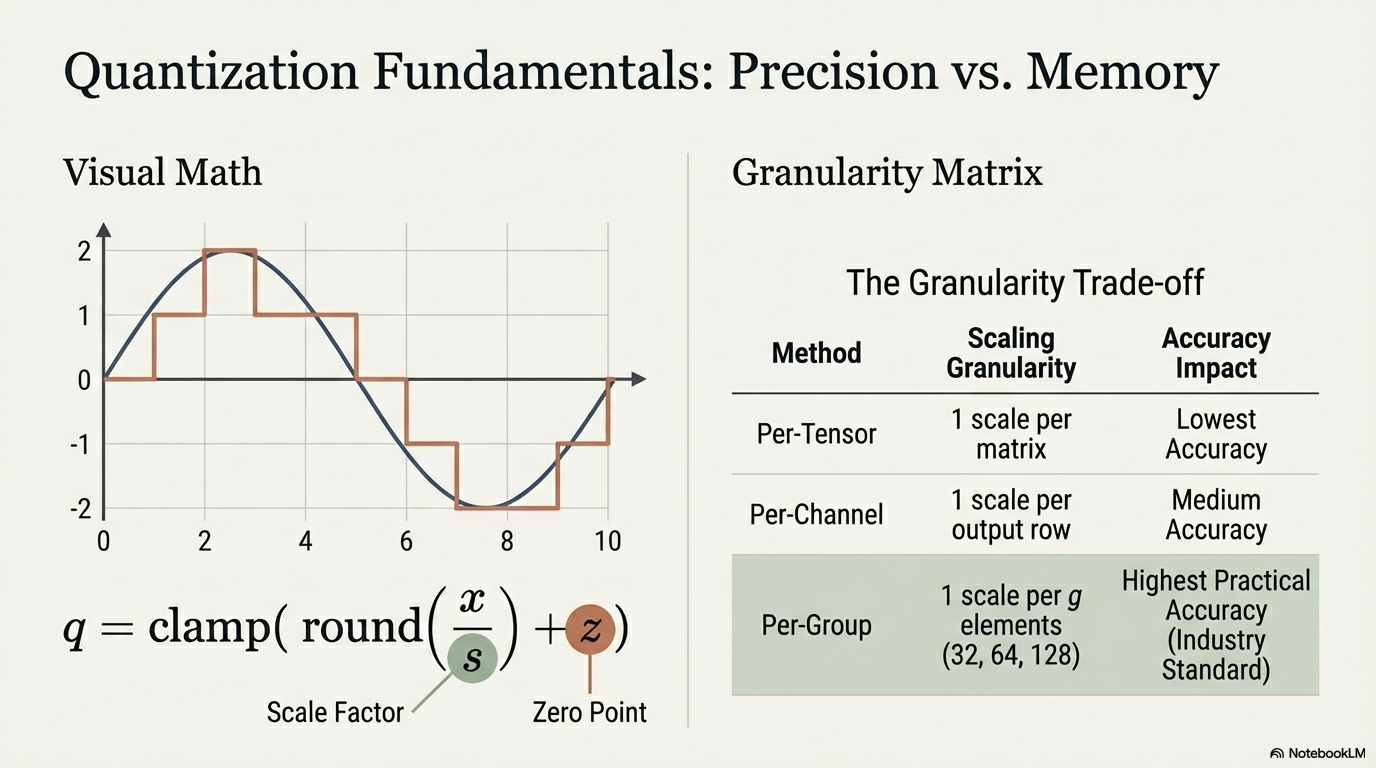 Quantization Fundamentals: Precision vs. Memory
Visual Math
2
1
0
-1
-2
0 2 4 6 8 10
q = clamp( round(x/s) + z)
Scale Factor
Zero Point
Granularity Matrix
The Granularity Trade-off
Method
Scaling
Granularity
Accuracy
Impact
Per-Tensor
1 scale per
matrix
Lowest
Accuracy
Per-Channel
1 scale per
output row
Medium
Accuracy
Per-Group
1 scale per g
elements
(32, 64, 128)
Highest Practical
Accuracy
(Industry
Standard)
NotebookLM